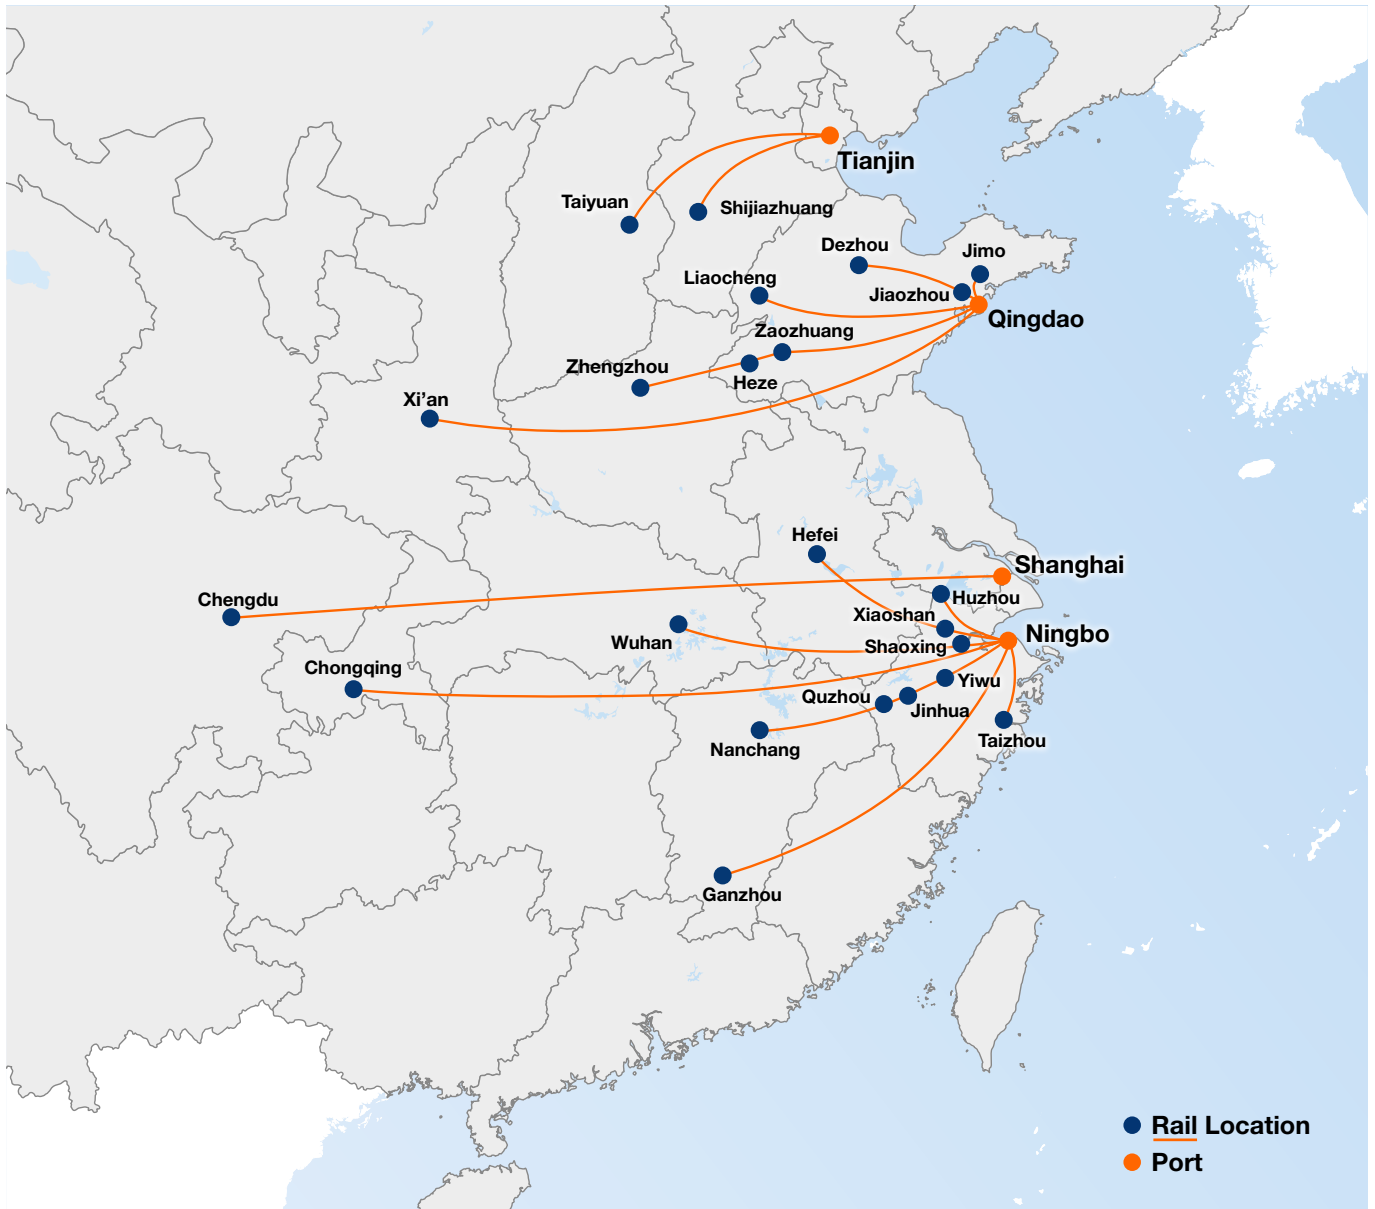 Tianjin
Taiyuan
Shijiazhuang
Dezhou
Jimo
Liaocheng
Jiaozhou
Qingdao
Zaozhuang
Zhengzhou
Heze
Xi’an
Hefei
Shanghai
Chengdu
Huzhou
Xiaoshan
Ningbo
Wuhan
Shaoxing
Chongqing
Yiwu
Quzhou
Jinhua
Nanchang
Taizhou
Ganzhou
Rail Location
Port